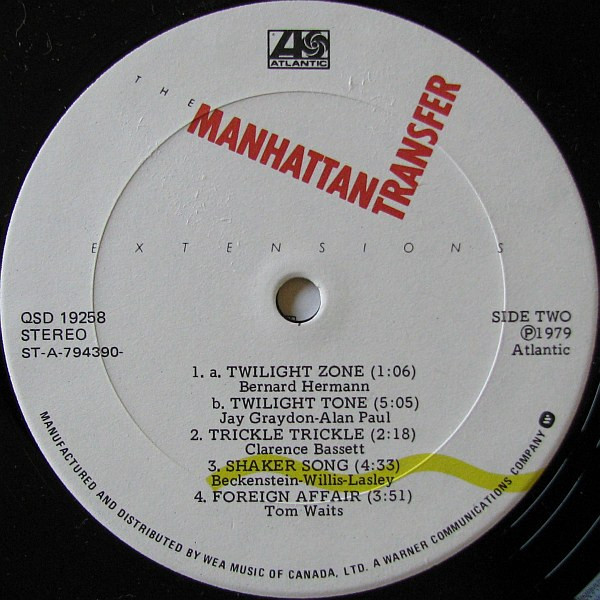 ATLANTIC
THE
MANHATTAN
TRANSFER
EXTENSIONS
QSD 19258
STEREO
ST-A-794390-
SIDE TWO
Ⓟ1979
Atlantic
1. a. TWILIGHT ZONE (1:06)
Bernard Hermann
b. TWILIGHT TONE (5:05)
Jay Graydon-Alan Paul
2. TRICKLE TRICKLE (2:18)
Clarence Bassett
3. SHAKER SONG (4:33)
Beckenstein-Willis-Lasley
4. FOREIGN AFFAIR (3:51)
Tom Waits
MANUFACTURED AND DISTRIBUTED BY WEA MUSIC OF CANADA, LTD. A WARNER COMMUNICATIONS COMPANY